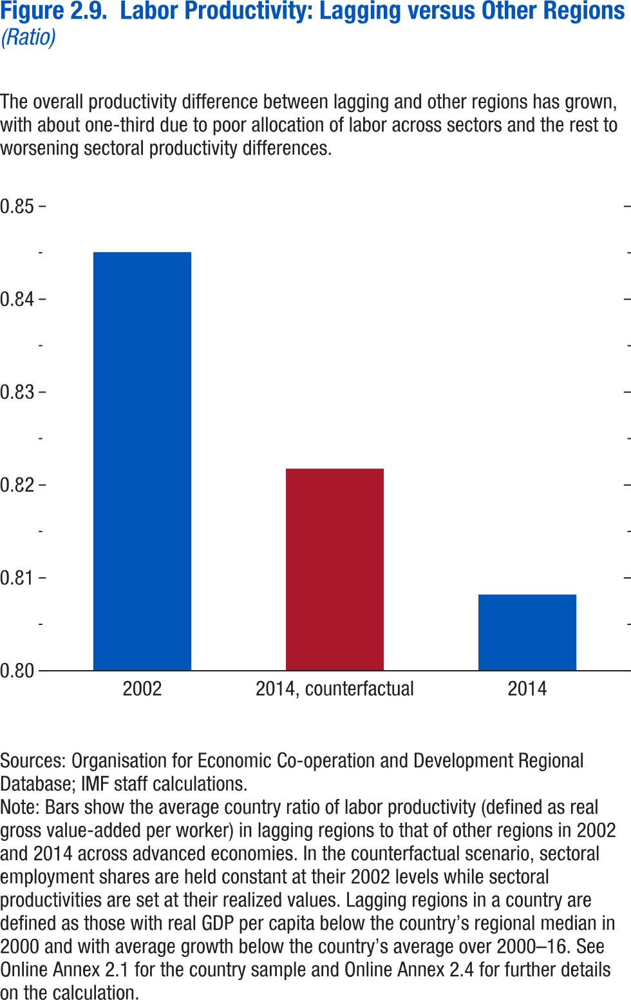 Figure 2.9.  Labor Productivity: Lagging versus Other Regions
(Ratio)
The overall productivity difference between lagging and other regions has grown,
with about one-third due to poor allocation of labor across sectors and the rest to
worsening sectoral productivity differences.
0.85
0.84
0.83
0.82
0.81
0.80
2002
2014, counterfactual
2014
Sources: Organisation for Economic Co-operation and Development Regional
Database; IMF staff calculations.
Note: Bars show the average country ratio of labor productivity (defined as real
gross value-added per worker) in lagging regions to that of other regions in 2002
and 2014 across advanced economies. In the counterfactual scenario, sectoral
employment shares are held constant at their 2002 levels while sectoral
productivities are set at their realized values. Lagging regions in a country are
defined as those with real GDP per capita below the country’s regional median in
2000 and with average growth below the country’s average over 2000–16. See
Online Annex 2.1 for the country sample and Online Annex 2.4 for further details
on the calculation.